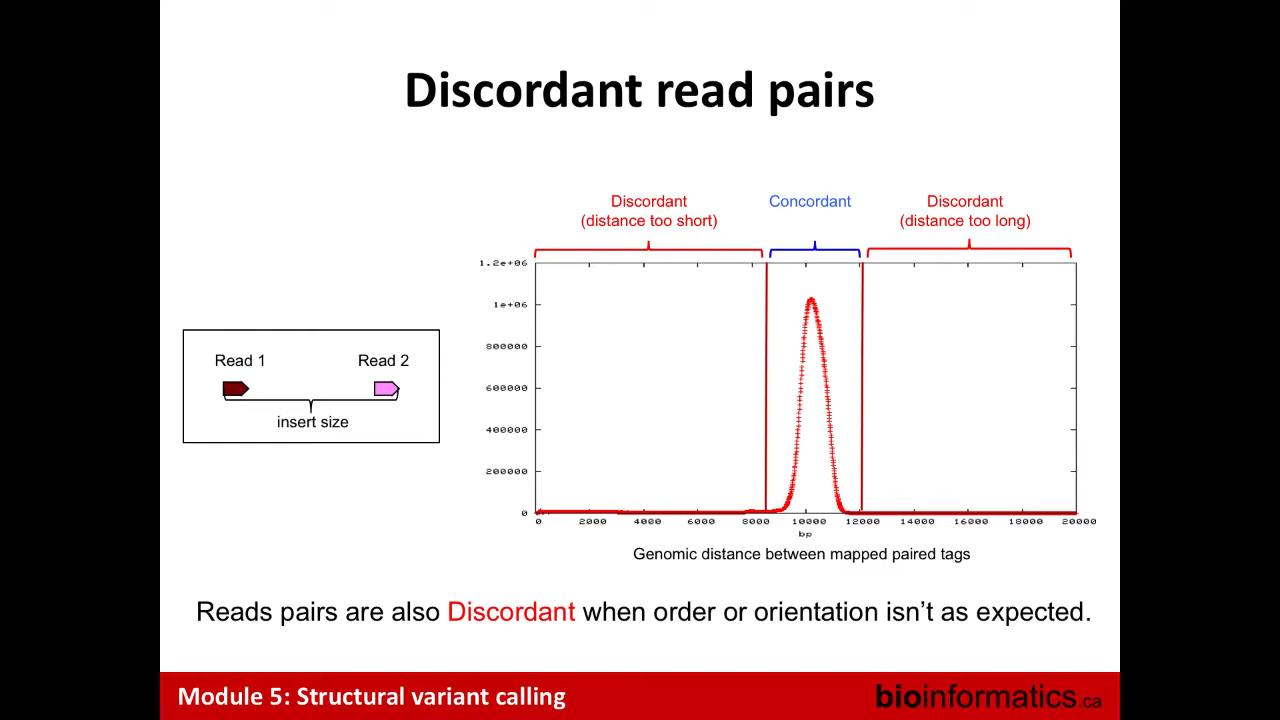 Discordant read pairs
Discordant
(distance too short)
Concordant
Discordant
(distance too long)
1.2e+06
1e+06
800000
600000
400000
200000
0
0 2000 4000 6000 8000 10000 12000 14000 16000 18000 20000
bp
Genomic distance between mapped paired tags
Read 1 Read 2
insert size
Reads pairs are also Discordant when order or orientation isn't as expected.
Module 5: Structural variant calling
bioinformatics.ca